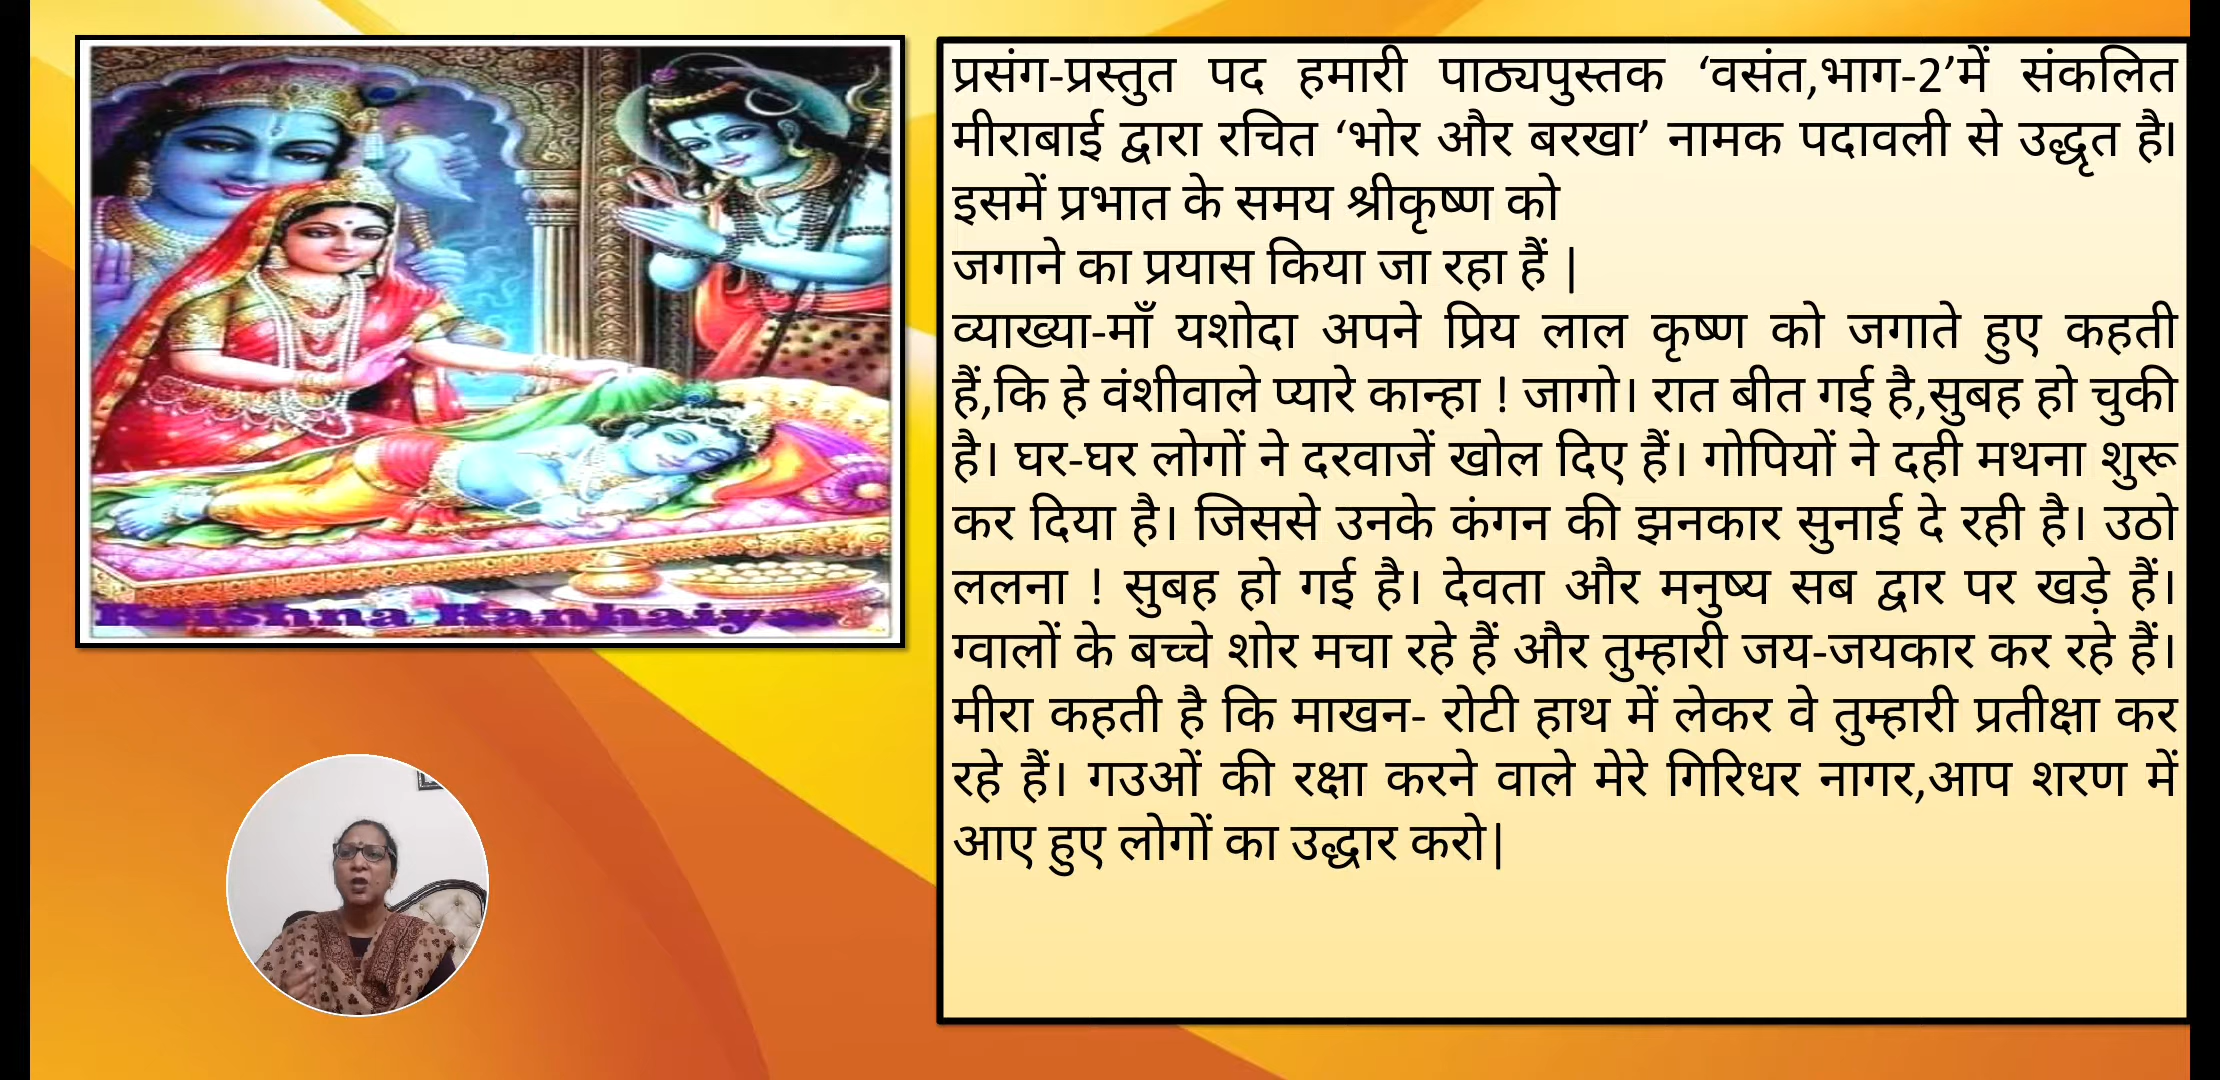 Krishna Kanhaiya
प्रसंग-प्रस्तुत पद हमारी पाठ्यपुस्तक ‘वसंत,भाग-2’में संकलित
मीराबाई द्वारा रचित ‘भोर और बरखा’ नामक पदावली से उद्धृत है।
इसमें प्रभात के समय श्रीकृष्ण को
जगाने का प्रयास किया जा रहा हैं |
व्याख्या-माँ यशोदा अपने प्रिय लाल कृष्ण को जगाते हुए कहती
हैं,कि हे वंशीवाले प्यारे कान्हा ! जागो। रात बीत गई है,सुबह हो चुकी
है। घर-घर लोगों ने दरवाजें खोल दिए हैं। गोपियों ने दही मथना शुरू
कर दिया है। जिससे उनके कंगन की झनकार सुनाई दे रही है। उठो
ललना ! सुबह हो गई है। देवता और मनुष्य सब द्वार पर खड़े हैं।
ग्वालों के बच्चे शोर मचा रहे हैं और तुम्हारी जय-जयकार कर रहे हैं।
मीरा कहती है कि माखन- रोटी हाथ में लेकर वे तुम्हारी प्रतीक्षा कर
रहे हैं। गउओं की रक्षा करने वाले मेरे गिरिधर नागर,आप शरण में
आए हुए लोगों का उद्धार करो|